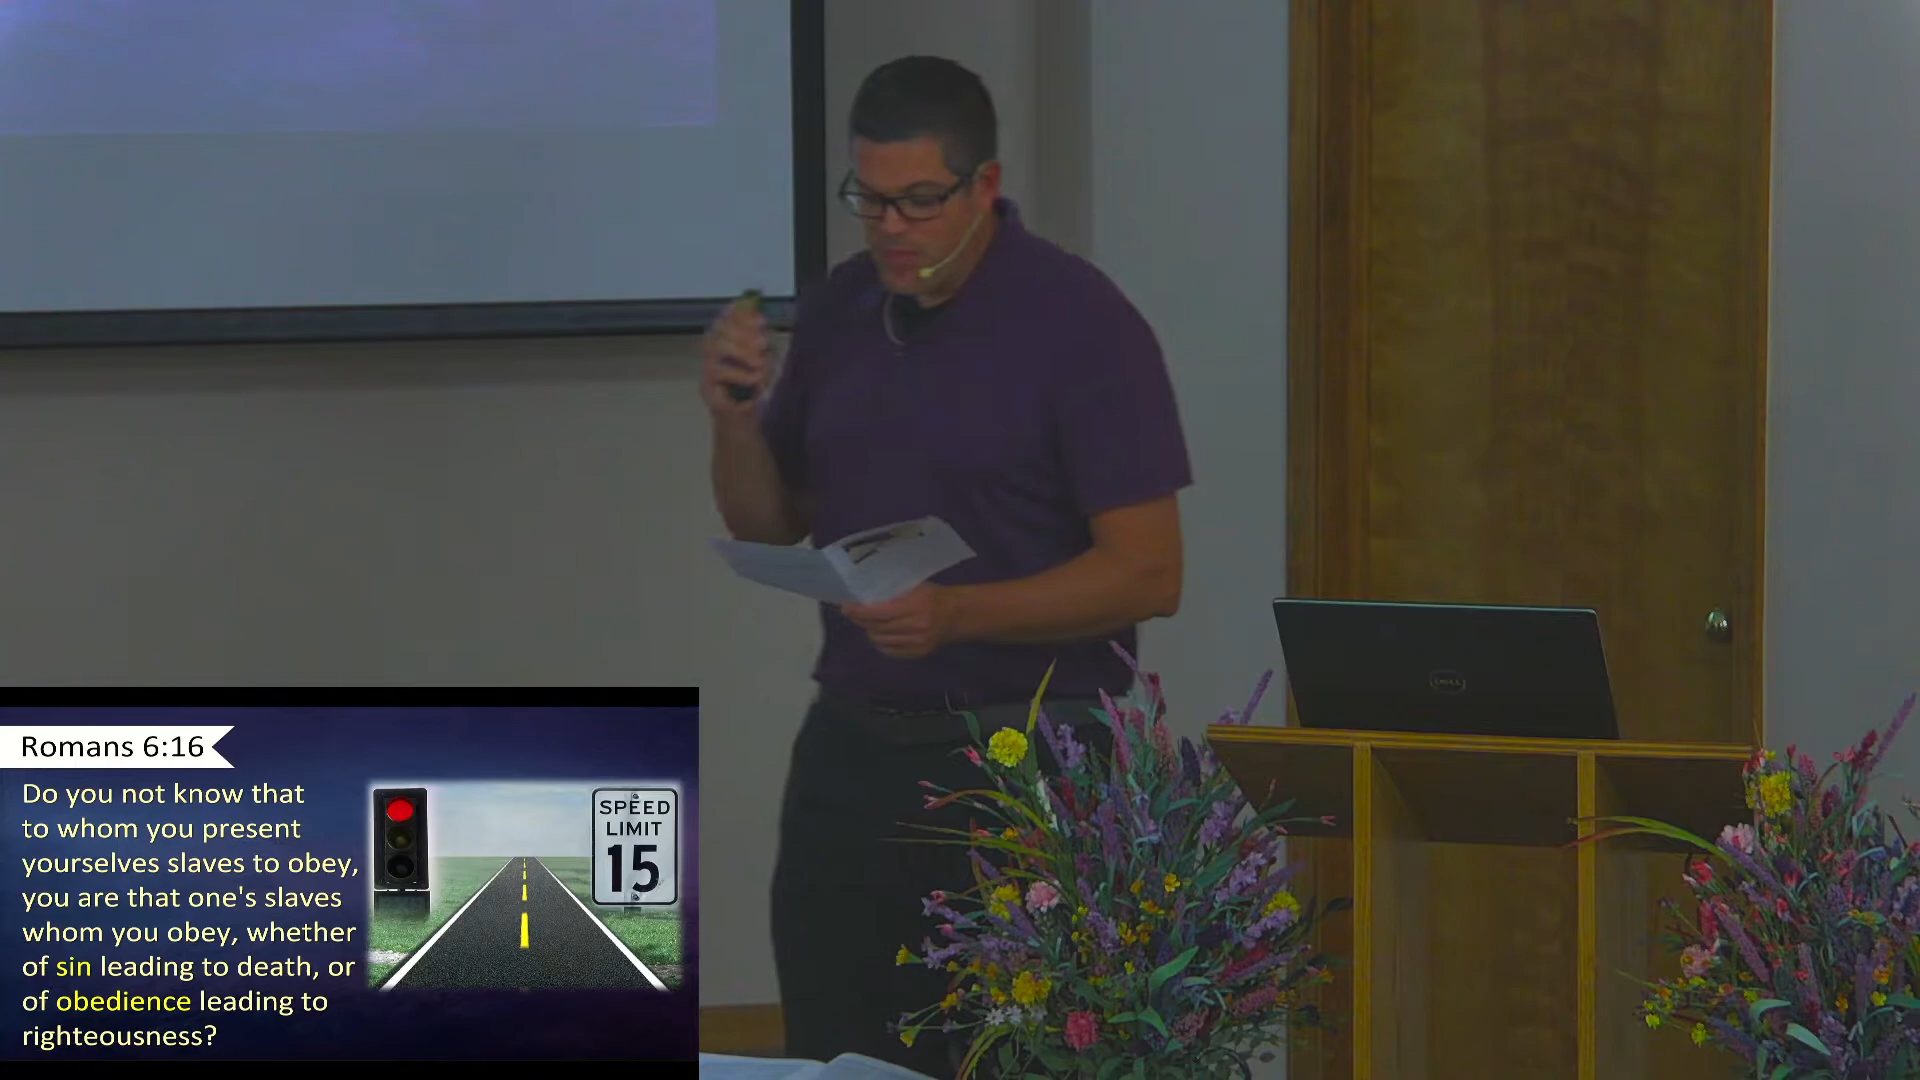 DELL
Romans 6:16
Do you not know that
to whom you present
yourselves slaves to obey,
you are that one's slaves
whom you obey, whether
of sin leading to death, or
of obedience leading to
righteousness?
SPEED
LIMIT
15